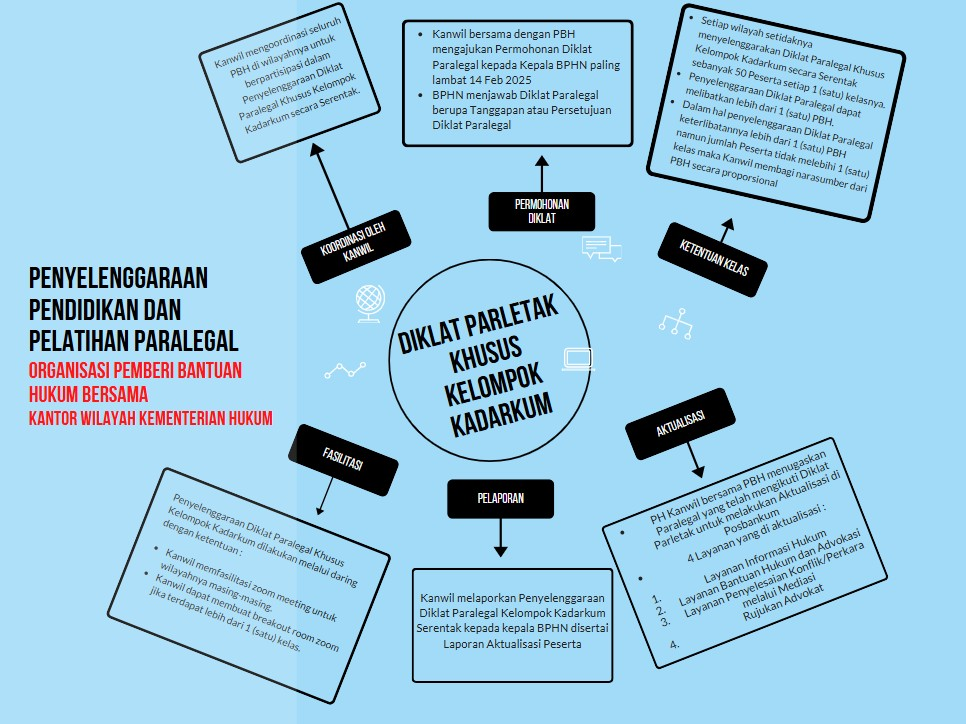 PENYELENGGARAAN
PENDIDIKAN DAN
PELATIHAN PARALEGAL
ORGANISASI PEMBERI BANTUAN
HUKUM BERSAMA
KANTOR WILAYAH KEMENTERIAN HUKUM
DIKLAT PARLETAK
KHUSUS
KELOMPOK
KADARKUM
Kanwil mengoordinasi seluruh
PBH di wilayahnya untuk
berpartisipasi dalam
Penyelenggaraan Diklat
Paralegal Khusus Kelompok
Kadarkum secara Serentak.
KOORDINASI OLEH
KANWIL
• Kanwil bersama dengan PBH
mengajukan Permohonan Diklat
Paralegal kepada Kepala BPHN paling
lambat 14 Feb 2025
• BPHN menjawab Diklat Paralegal
berupa Tanggapan atau Persetujuan
Diklat Paralegal
PERMOHONAN
DIKLAT
• Setiap wilayah setidaknya
menyelenggarakan Diklat Paralegal Khusus
Kelompok Kadarkum secara Serentak
sebanyak 50 Peserta setiap 1 (satu) kelasnya.
• Penyelenggaraan Diklat Paralegal dapat
melibatkan lebih dari 1 (satu) PBH.
• Dalam hal penyelenggaraan Diklat Paralegal
keterlibatannya lebih dari 1 (satu) PBH
namun jumlah Peserta tidak melebihi 1 (satu)
kelas maka Kanwil membagi narasumber dari
PBH secara proporsional
KETENTUAN KELAS
FASILITASI
Penyelenggaraan Diklat Paralegal Khusus
Kelompok Kadarkum dilakukan melalui daring
dengan ketentuan :
• Kanwil memfasilitasi zoom meeting untuk
wilayahnya masing-masing.
• Kanwil dapat membuat breakout room zoom
jika terdapat lebih dari 1 (satu) kelas.
PELAPORAN
Kanwil melaporkan Penyelenggaraan
Diklat Paralegal Kelompok Kadarkum
Serentak kepada kepala BPHN disertai
Laporan Aktualisasi Peserta
AKTUALISASI
• PH Kanwil bersama PBH menugaskan
Paralegal yang telah mengikuti Diklat
Parletak untuk melakukan Aktualisasi di
Posbankum
• 4 Layanan yang di aktualisasi :
1. Layanan Informasi Hukum
2. Layanan Bantuan Hukum dan Advokasi
3. Layanan Penyelesaian Konflik/Perkara
melalui Mediasi
4. Rujukan Advokat